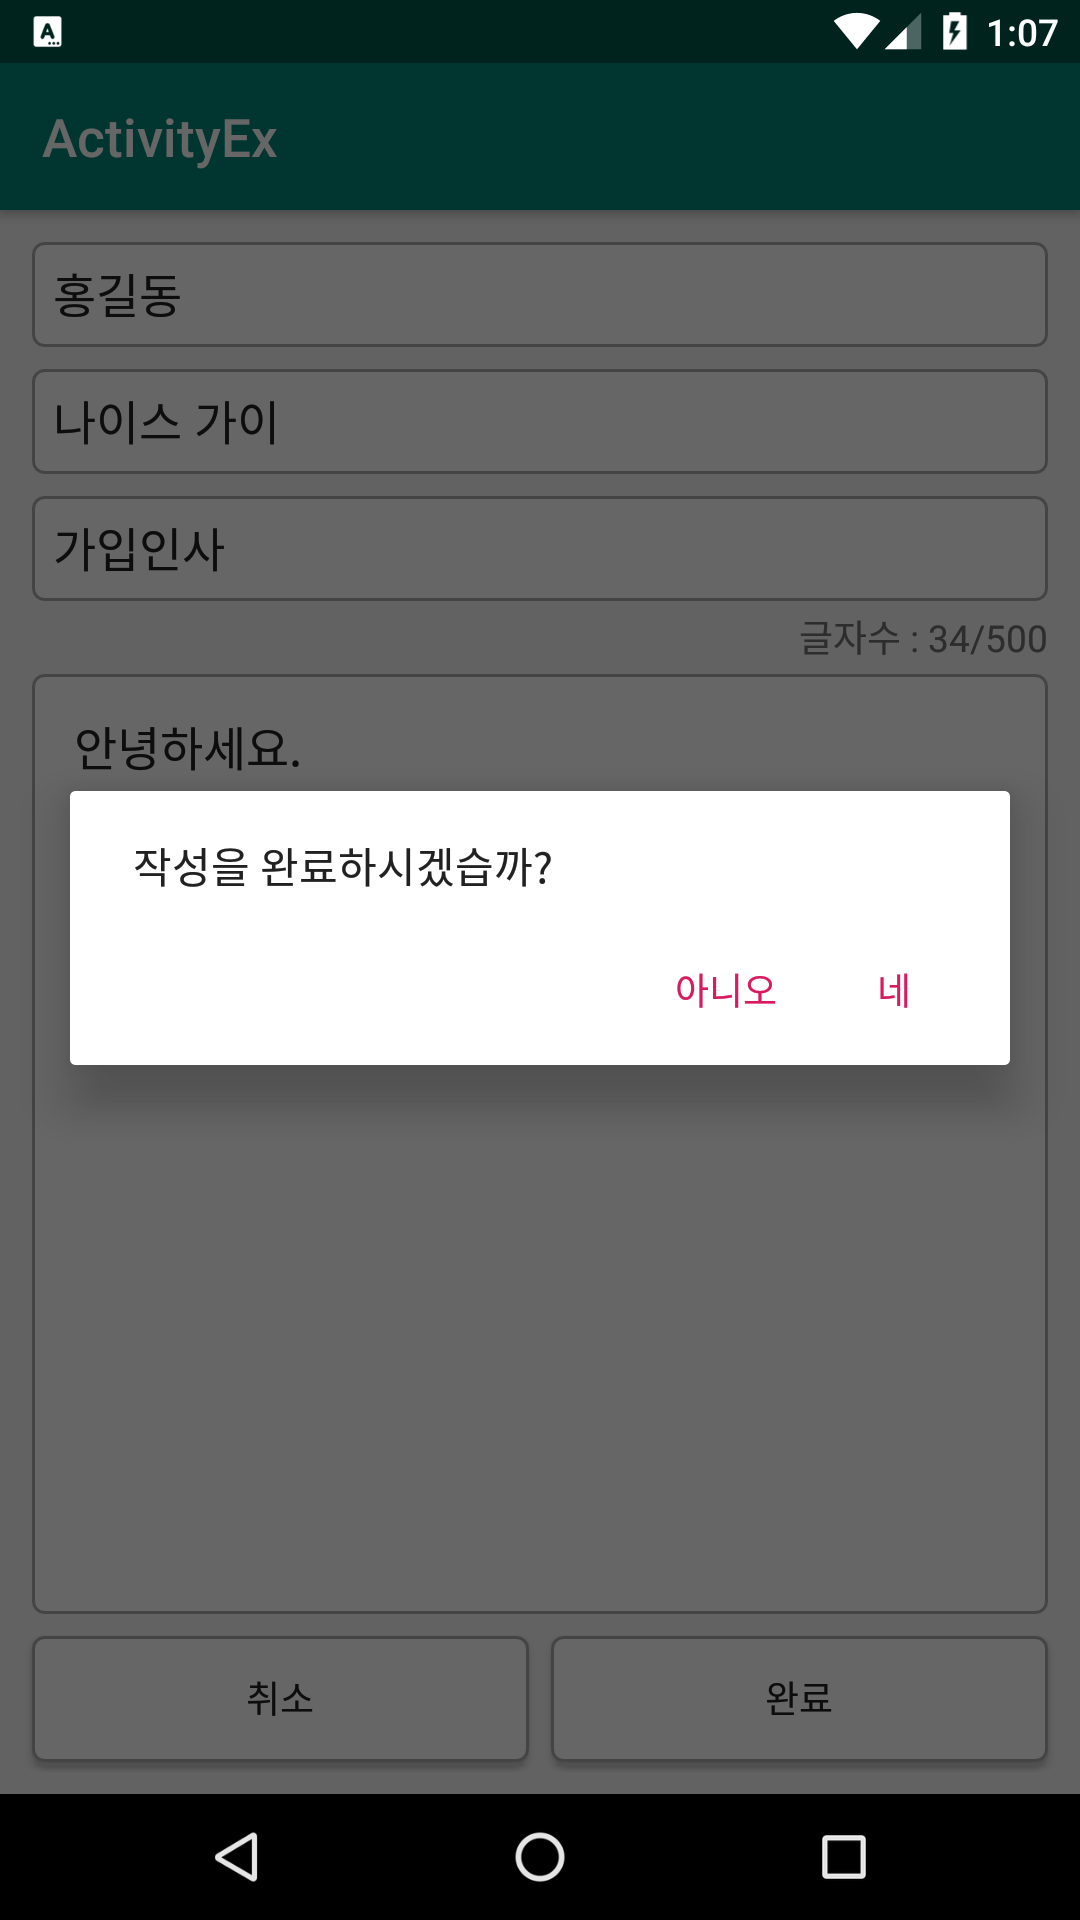 1:07
ActivityEx
홍길동
나이스 가이
가입인사
글자수 : 34/500
안녕하세요.
작성을 완료하시겠습니까?
아니오 네
취소 완료